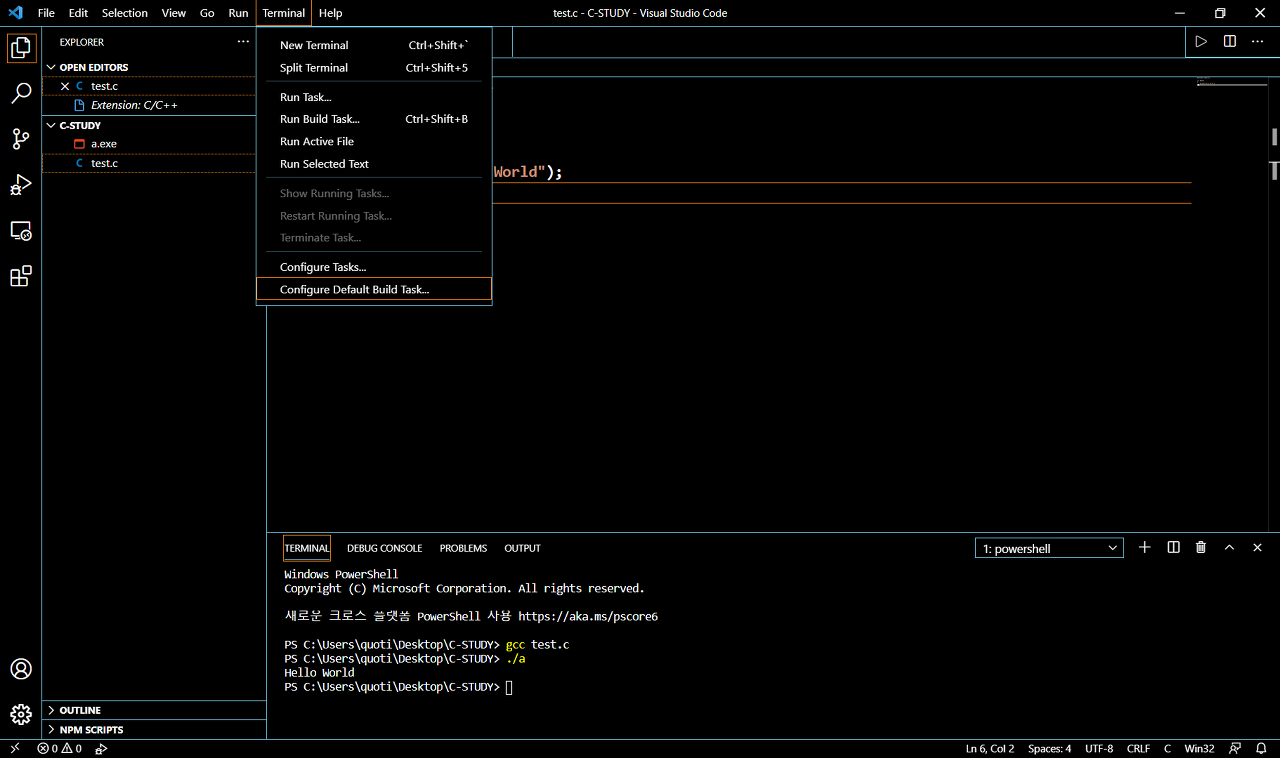 File Edit Selection View Go Run Terminal Help
test.c - C-STUDY - Visual Studio Code
EXPLORER
OPEN EDITORS
test.c
Extension: C/C++
C-STUDY
a.exe
test.c
New Terminal Ctrl+Shift+`
Split Terminal Ctrl+Shift+5
Run Task...
Run Build Task... Ctrl+Shift+B
Run Active File
Run Selected Text
Show Running Tasks...
Restart Running Task...
Terminate Task...
Configure Tasks...
Configure Default Build Task...
World");
TERMINAL DEBUG CONSOLE PROBLEMS OUTPUT
1: powershell
Windows PowerShell
Copyright (C) Microsoft Corporation. All rights reserved.
새로운 크로스 플랫폼 PowerShell 사용 https://aka.ms/pscore6
PS C:\Users\quoti\Desktop\C-STUDY> gcc test.c
PS C:\Users\quoti\Desktop\C-STUDY> ./a
Hello World
PS C:\Users\quoti\Desktop\C-STUDY>
OUTLINE
NPM SCRIPTS
0 0
Ln 6, Col 2 Spaces: 4 UTF-8 CRLF C Win32